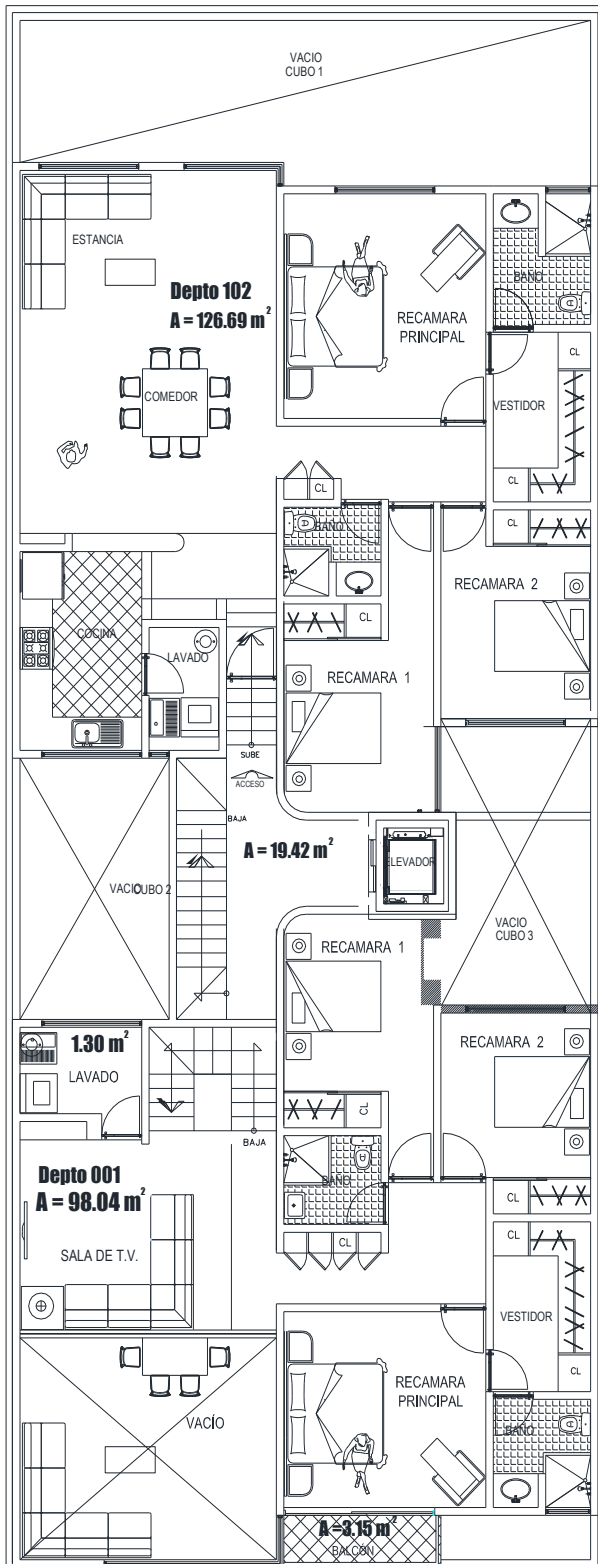 VACIO
CUBO 1
ESTANCIA
Depto 102
A = 126.69 m²
RECAMARA
PRINCIPAL
BAÑO
COMEDOR
VESTIDOR
CL
CL
CL
CL
BAÑO
RECAMARA 2
CL
COCINA
LAVADO
RECAMARA 1
SUBE
ACCESO
BAJA
A = 19.42 m²
ELEVADOR
VACIO
CUBO 2
VACIO
CUBO 3
RECAMARA 1
1.30 m²
LAVADO
RECAMARA 2
CL
BAJA
BAÑO
Depto 001
A = 98.04 m²
CL
CL
CL
SALA DE T.V.
VESTIDOR
CL
RECAMARA
PRINCIPAL
VACÍO
BAÑO
A =3.15 m²
BALCÓN